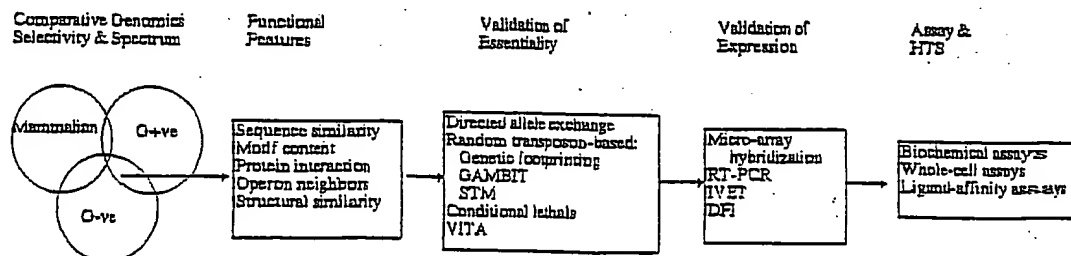 Comparative Genomics
Selectivity & Spectrum
Functional
Features
Validation of
Essentiality
Validation of
Expression
Assay &
HTS
Mammalian
G+ve
G-ve
Sequence similarity
Motif content
Protein interaction
Operon neighbors
Structural similarity
Directed allele exchange
Random transposon-based:
Genetic footprinting
GAMBIT
STM
Conditional lethals
VITA
Micro-array
hybridization
RT-PCR
IVET
DFI
Biochemical assays
Whole-cell assays
Ligand-affinity assays